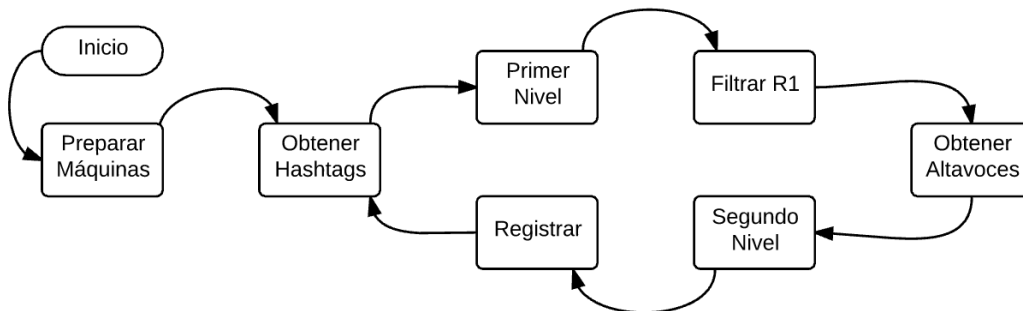 Inicio
Preparar
Máquinas
Obtener
Hashtags
Primer
Nivel
Filtrar R1
Obtener
Altavoces
Segundo
Nivel
Registrar